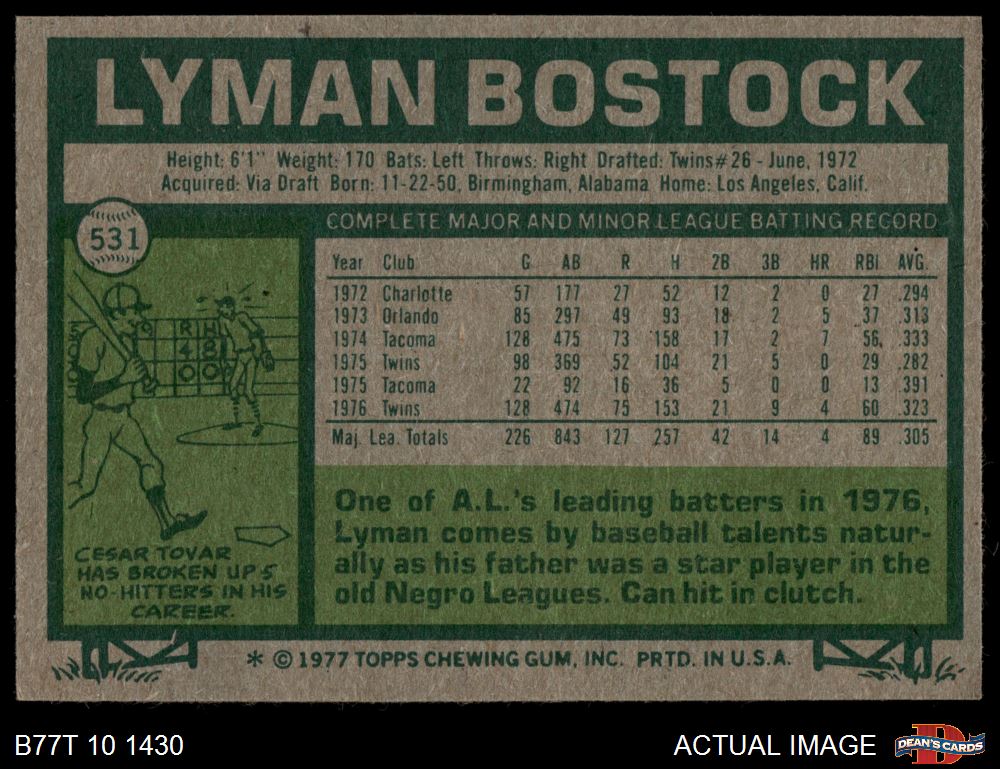 LYMAN BOSTOCK
Height: 6'1" Weight: 170 Bats: Left Throws: Right Drafted: Twins #26 - June, 1972
Acquired: Via Draft Born: 11-22-50, Birmingham, Alabama Home: Los Angeles, Calif.
531
COMPLETE MAJOR AND MINOR LEAGUE BATTING RECORD
Year Club G AB R H 2B 3B HR RBI AVG.
1972 Charlotte 57 177 27 52 12 2 0 27 .294
1973 Orlando 85 297 49 93 18 2 5 37 .313
1974 Tacoma 128 475 73 158 17 2 7 56 .333
1975 Twins 98 369 52 104 21 5 0 29 .282
1975 Tacoma 22 92 16 36 5 0 0 13 .391
1976 Twins 128 474 75 153 21 9 4 60 .323
Maj. Lea. Totals 226 843 127 257 42 14 4 89 .305
R H
4 8
0 0
CESAR TOVAR
HAS BROKEN UP 5
NO-HITTERS IN HIS
CAREER.
One of A.L.'s leading batters in 1976,
Lyman comes by baseball talents natur-
ally as his father was a star player in the
old Negro Leagues. Can hit in clutch.
* © 1977 TOPPS CHEWING GUM, INC. PRTD. IN U.S.A.
B77T 10 1430
ACTUAL IMAGE
D
DEAN'S CARDS